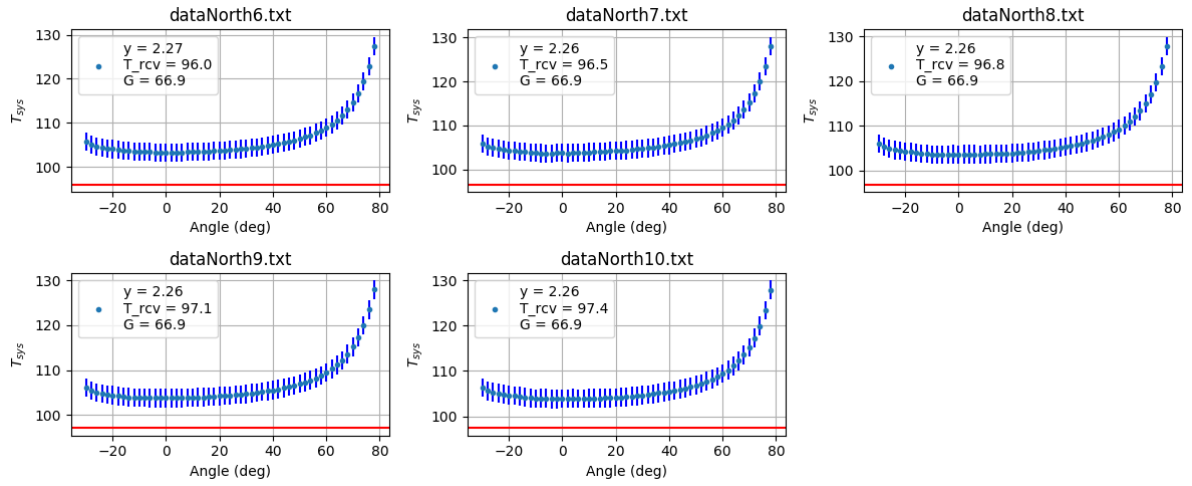 dataNorth6.txt
130
120
110
100
T_sys
y = 2.27
T_rcv = 96.0
G = 66.9
−20 0 20 40 60 80
Angle (deg)
dataNorth7.txt
130
120
110
100
T_sys
y = 2.26
T_rcv = 96.5
G = 66.9
−20 0 20 40 60 80
Angle (deg)
dataNorth8.txt
130
120
110
100
T_sys
y = 2.26
T_rcv = 96.8
G = 66.9
−20 0 20 40 60 80
Angle (deg)
dataNorth9.txt
130
120
110
100
T_sys
y = 2.26
T_rcv = 97.1
G = 66.9
−20 0 20 40 60 80
Angle (deg)
dataNorth10.txt
130
120
110
100
T_sys
y = 2.26
T_rcv = 97.4
G = 66.9
−20 0 20 40 60 80
Angle (deg)